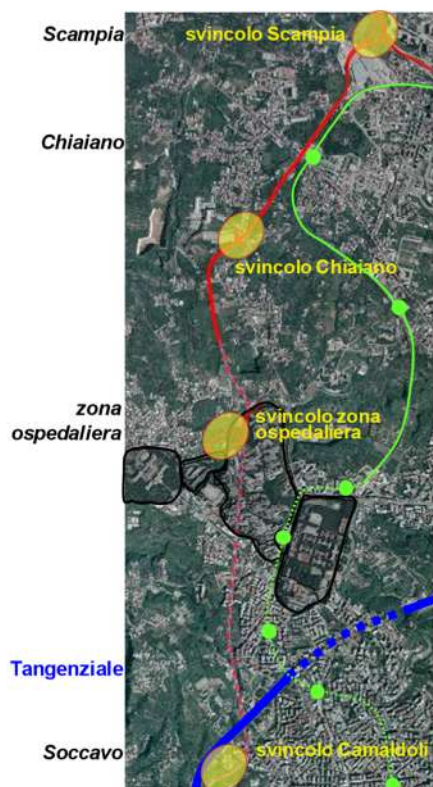 Scampia
svincolo Scampia
Chiaiano
svincolo Chiaiano
zona
ospedaliera
svincolo zona
ospedaliera
Tangenziale
Soccavo
svincolo Camaldoli